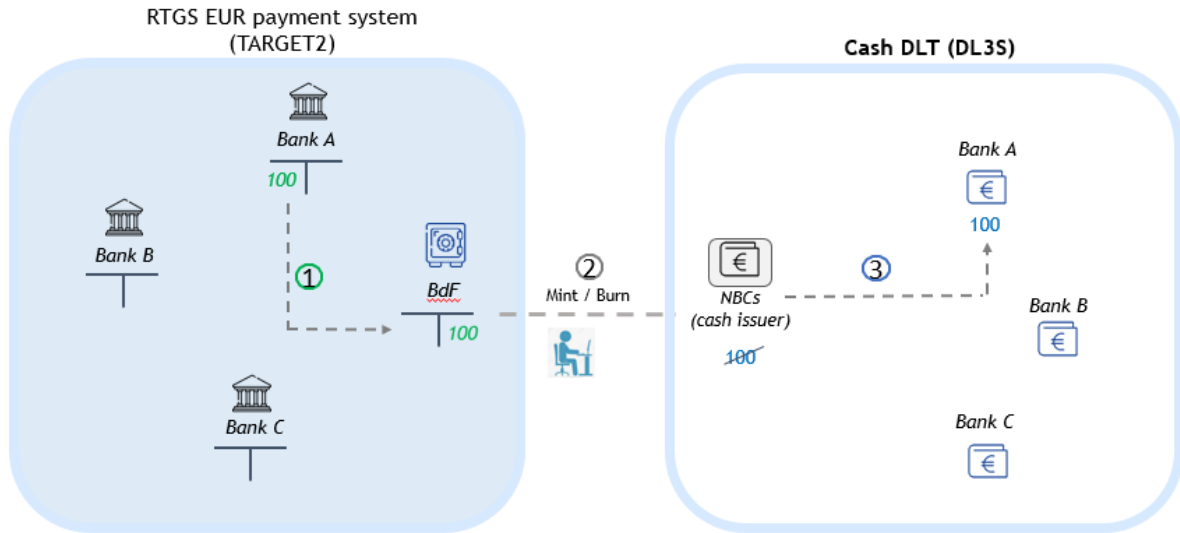 RTGS EUR payment system
(TARGET2)
Bank A
100
Bank B
1
BdF
100
Bank C
2
Mint / Burn
Cash DLT (DL3S)
Bank A
€
100
€
NBCs
(cash issuer)
100
3
Bank B
€
Bank C
€